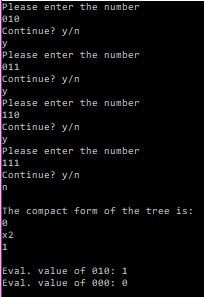 Please enter the number
010
Continue? y/n
y
Please enter the number
011
Continue? y/n
y
Please enter the number
110
Continue? y/n
y
Please enter the number
111
Continue? y/n
n
The compact form of the tree is:
0
x2
1
Eval. value of 010: 1
Eval. value of 000: 0